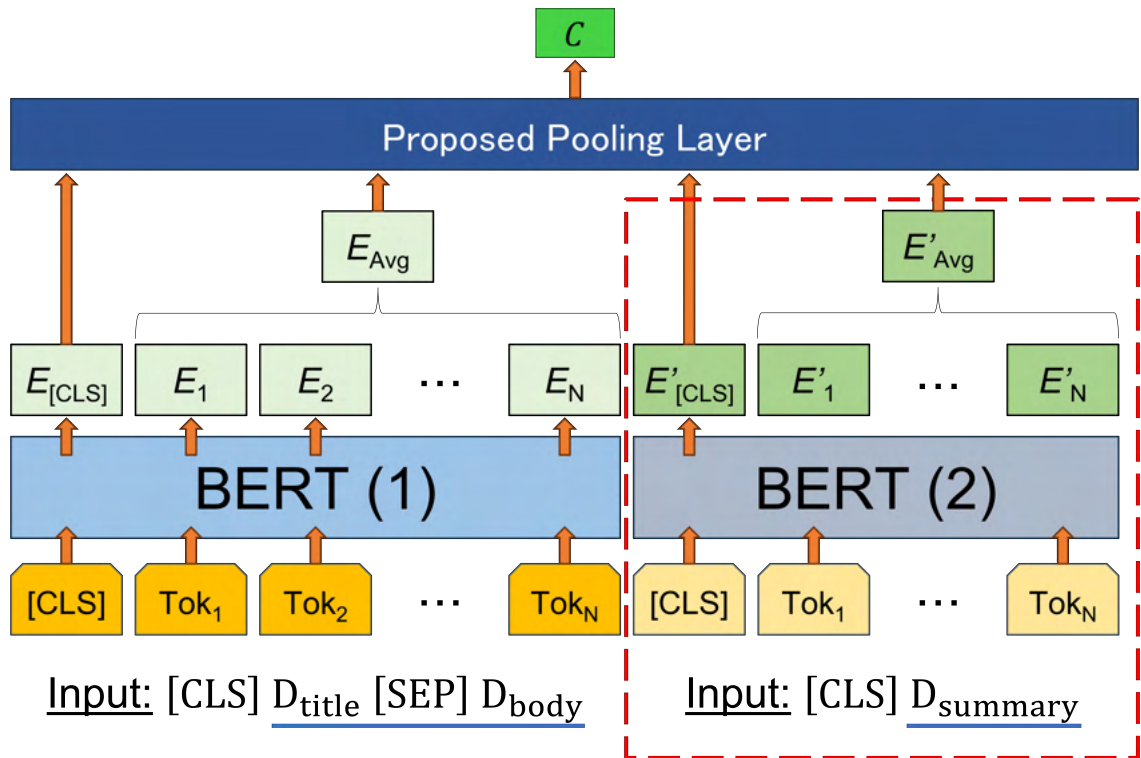 C
Proposed Pooling Layer
E_Avg E'_Avg
E_[CLS] E_1 E_2 ... E_N E'_[CLS] E'_1 ... E'_N
BERT (1) BERT (2)
[CLS] Tok_1 Tok_2 ... Tok_N [CLS] Tok_1 ... Tok_N
Input: [CLS] D_title [SEP] D_body Input: [CLS] D_summary